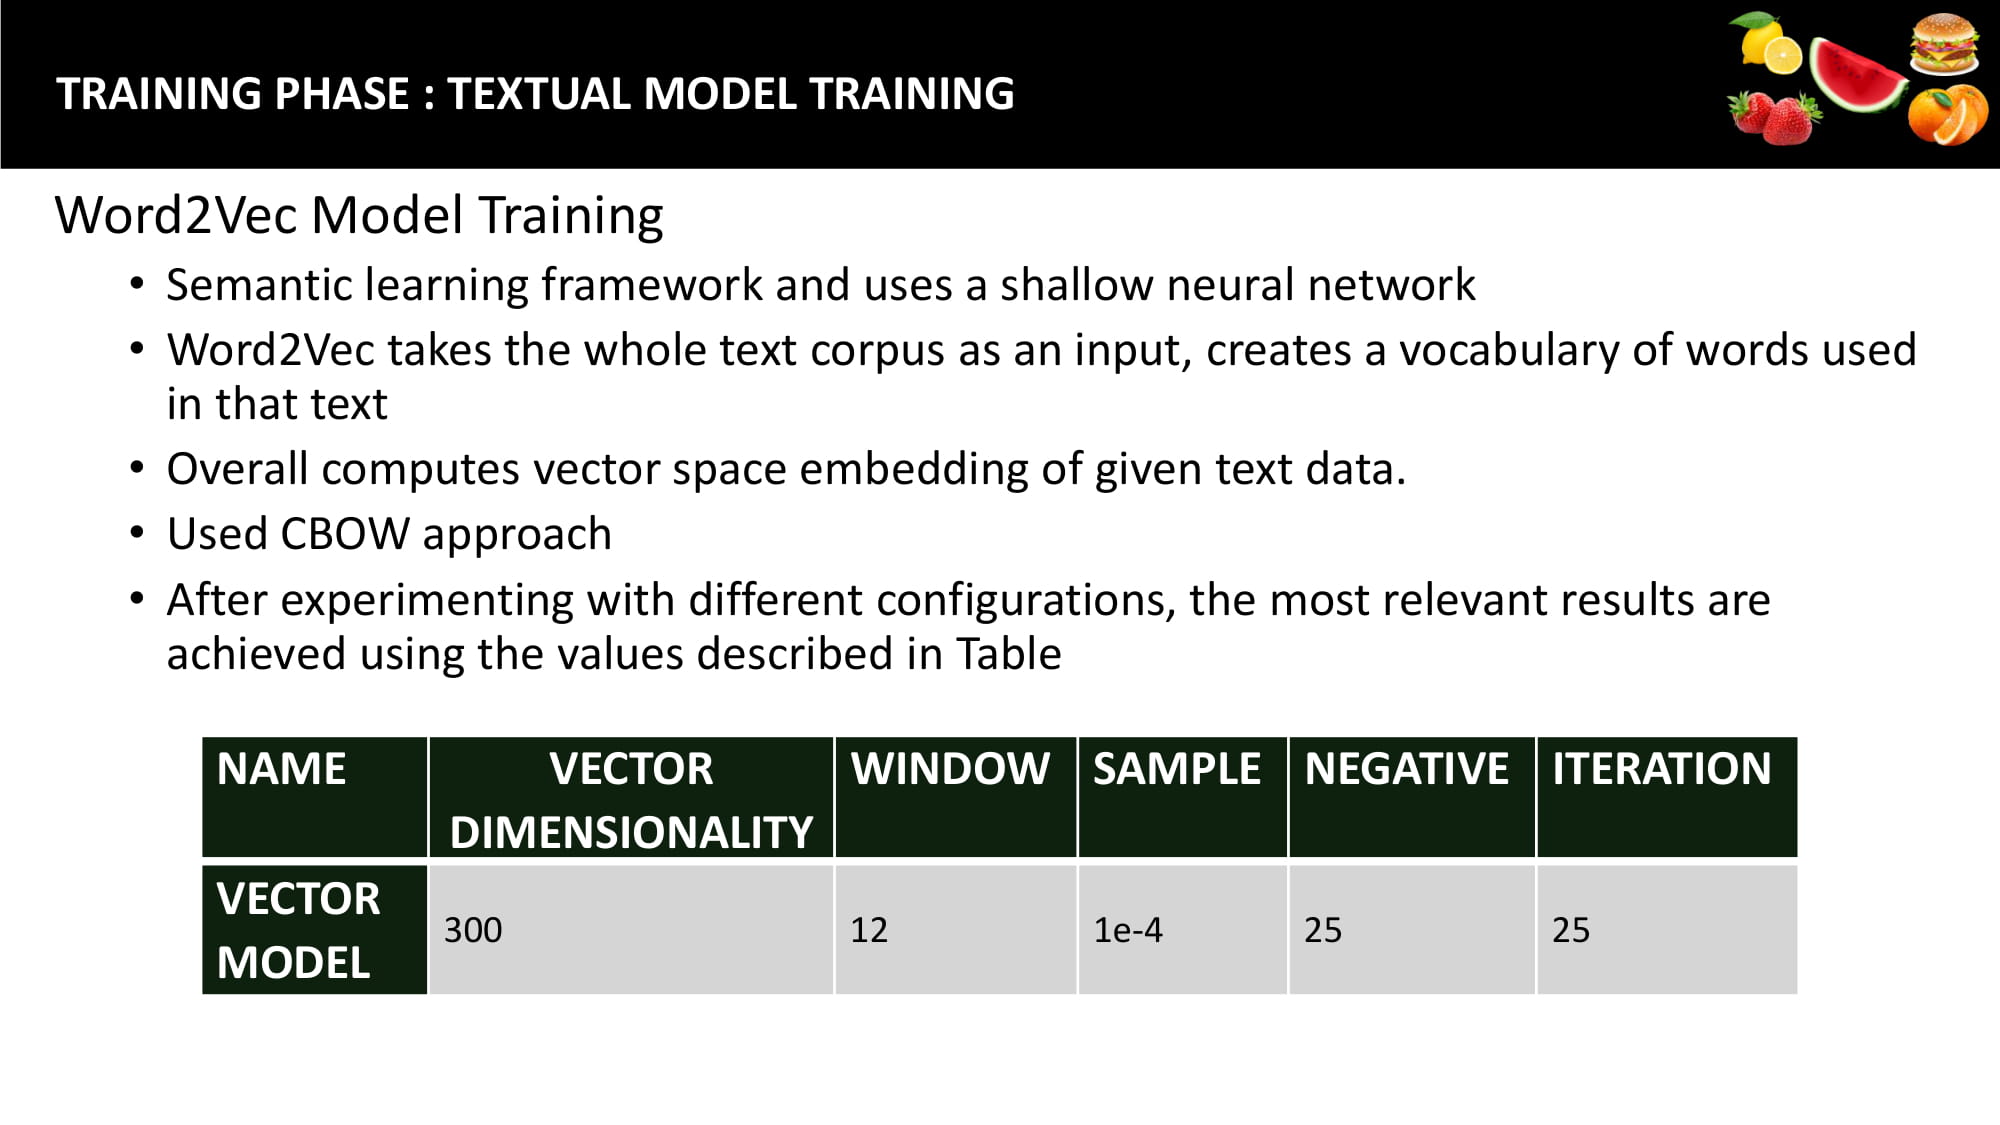 TRAINING PHASE : TEXTUAL MODEL TRAINING
Word2Vec Model Training
• Semantic learning framework and uses a shallow neural network
• Word2Vec takes the whole text corpus as an input, creates a vocabulary of words used
in that text
• Overall computes vector space embedding of given text data.
• Used CBOW approach
• After experimenting with different configurations, the most relevant results are
achieved using the values described in Table
NAME VECTOR WINDOW SAMPLE NEGATIVE ITERATION
DIMENSIONALITY
VECTOR
MODEL 300 12 1e-4 25 25